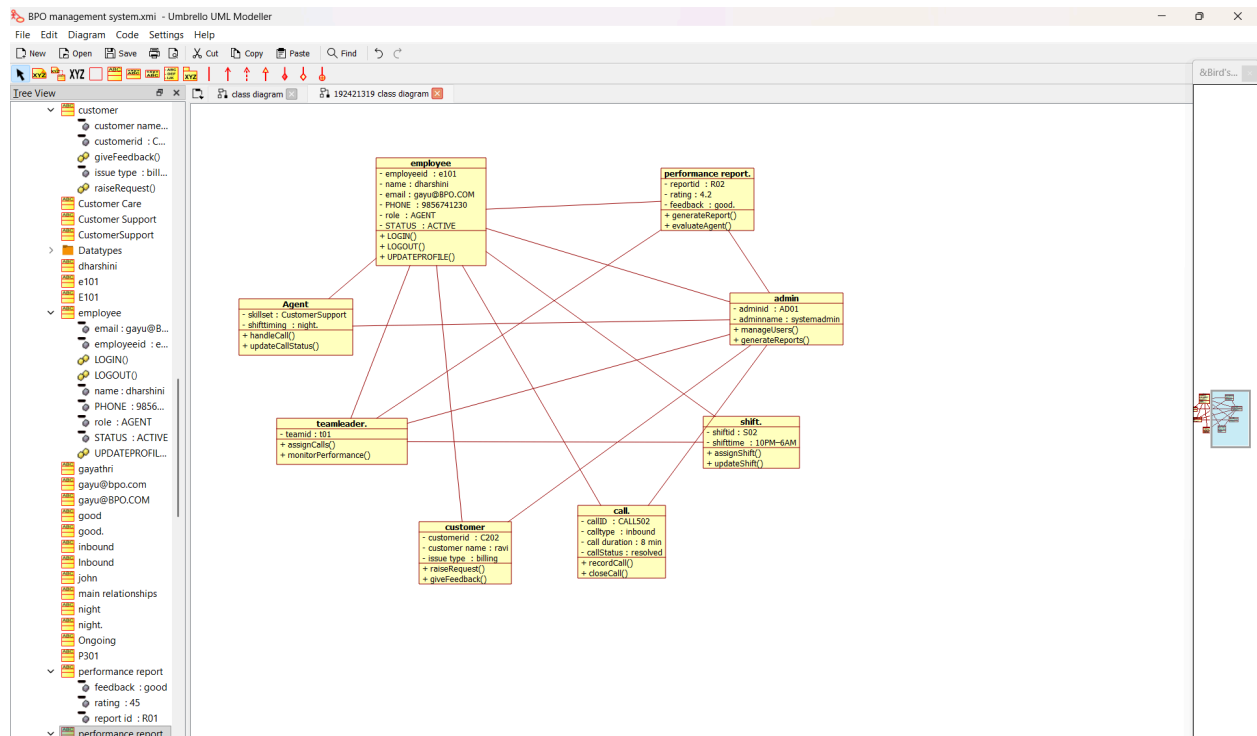 BPO management system.xmi - Umbrello UML Modeller
File Edit Diagram Code Settings Help
New Open Save Cut Copy Paste Find
XYZ
Tree View
class diagram
192421319 class diagram
&Bird's...
customer
customer name...
customerid : C...
giveFeedback()
issue type : bill...
raiseRequest()
Customer Care
Customer Support
CustomerSupport
Datatypes
dharshini
e101
E101
employee
email : gayu@B...
employeeid : e...
LOGIN()
LOGOUT()
name : dharshini
PHONE : 9856...
role : AGENT
STATUS : ACTIVE
UPDATEPROFIL...
gayathri
gayu@bpo.com
gayu@BPO.COM
good
good.
inbound
Inbound
john
main relationships
night
night.
Ongoing
P301
performance report
feedback : good
rating : 45
report id : R01
performance report
employee
- employeeid : e101
- name : dharshini
- email : gayu@BPO.COM
- PHONE : 9856741230
- role : AGENT
- STATUS : ACTIVE
+ LOGIN()
+ LOGOUT()
+ UPDATEPROFILE()
performance report.
- reportid : R02
- rating : 4.2
- feedback : good.
+ generateReport()
+ evaluateAgent()
Agent
- skillset : CustomerSupport
- shifttiming : night.
+ handleCall()
+ updateCallStatus()
admin
- adminid : AD01
- adminname : systemadmin
+ manageUsers()
+ generateReports()
teamleader.
- teamid : t01
+ assignCalls()
+ monitorPerformance()
shift.
- shiftid : S02
- shifttime : 10PM-6AM
+ assignShift()
+ updateShift()
customer
- customerid : C202
- customer name : ravi
- issue type : billing
+ raiseRequest()
+ giveFeedback()
call.
- callID : CALL502
- calltype : inbound
- call duration : 8 min
- callStatus : resolved
+ recordCall()
+ closeCall()